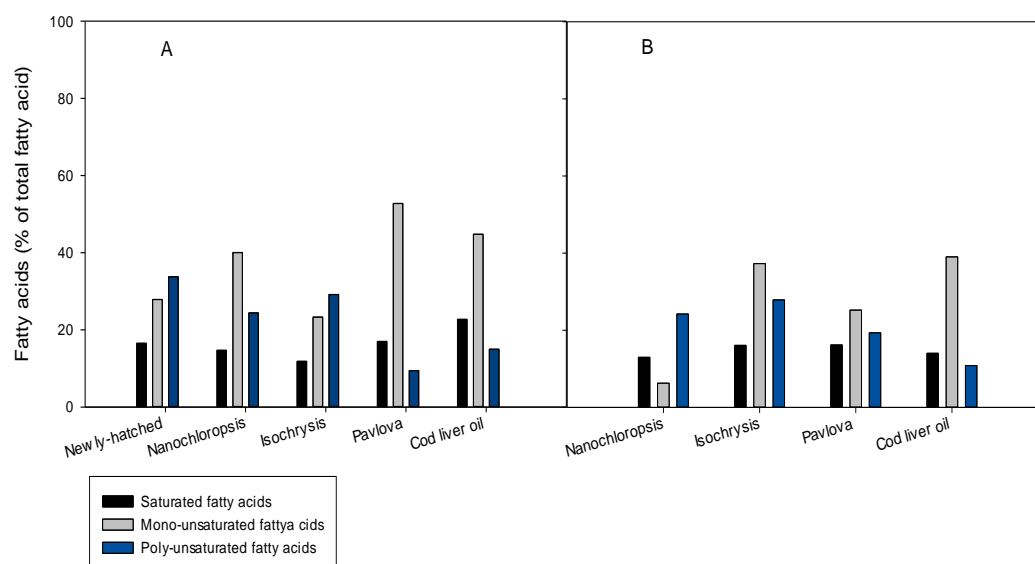 Fatty acids (% of total fatty acid)
100
80
60
40
20
0
A
B
New ly-hatched
Nanochloropsis
Isochrysis
Pavlova
Cod liver oil
Nanochloropsis
Isochrysis
Pavlova
Cod liver oil
Saturated fatty acids
Mono-unsaturated fattya cids
Poly-unsaturated fatty acids